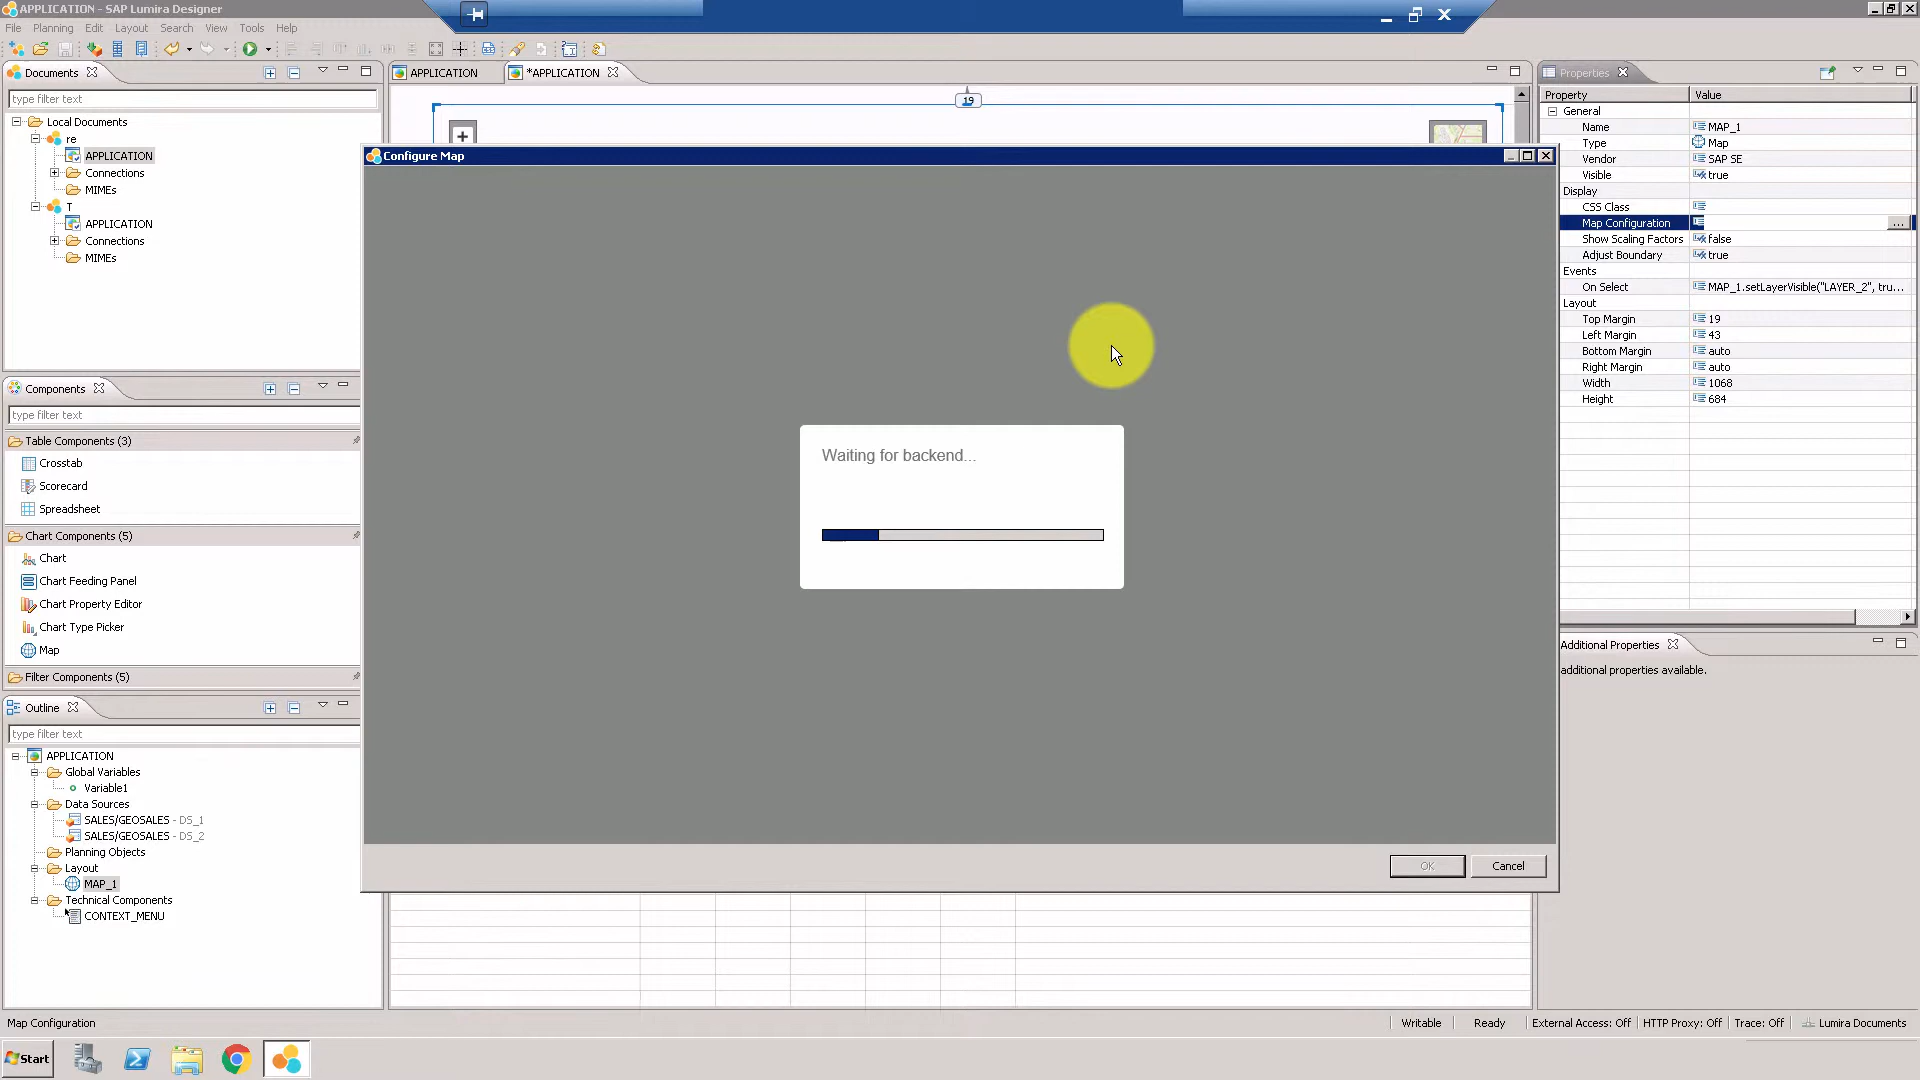 APPLICATION - SAP Lumira Designer
File Planning Edit Layout Search View Tools Help
Documents
type filter text
Local Documents
re
APPLICATION
Connections
MIMEs
T
APPLICATION
Connections
MIMEs
Components
type filter text
Table Components (3)
Crosstab
Scorecard
Spreadsheet
Chart Components (5)
Chart
Chart Feeding Panel
Chart Property Editor
Chart Type Picker
Map
Filter Components (5)
Outline
type filter text
APPLICATION
Global Variables
Variable1
Data Sources
SALES/GEOSALES - DS_1
SALES/GEOSALES - DS_2
Planning Objects
Layout
MAP_1
Technical Components
CONTEXT_MENU
APPLICATION *APPLICATION
19
Configure Map
Waiting for backend...
OK Cancel
Properties
Property Value
General
Name MAP_1
Type Map
Vendor SAP SE
Visible true
Display
CSS Class
Map Configuration ...
Show Scaling Factors false
Adjust Boundary true
Events
On Select MAP_1.setLayerVisible("LAYER_2", tru...
Layout
Top Margin 19
Left Margin 43
Bottom Margin auto
Right Margin auto
Width 1068
Height 684
Additional Properties
additional properties available.
Map Configuration Writable Ready External Access: Off HTTP Proxy: Off Trace: Off Lumira Documents
Start